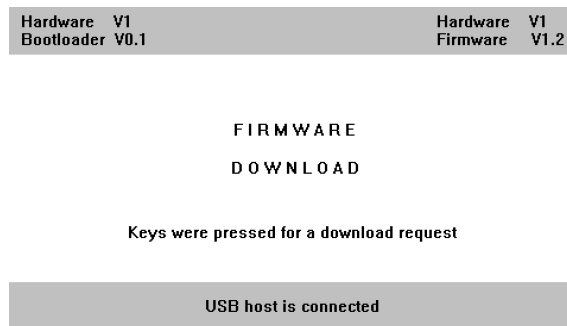 Hardware V1
Bootloader V0.1
Hardware V1
Firmware V1.2
FIRMWARE
DOWNLOAD
Keys were pressed for a download request
USB host is connected